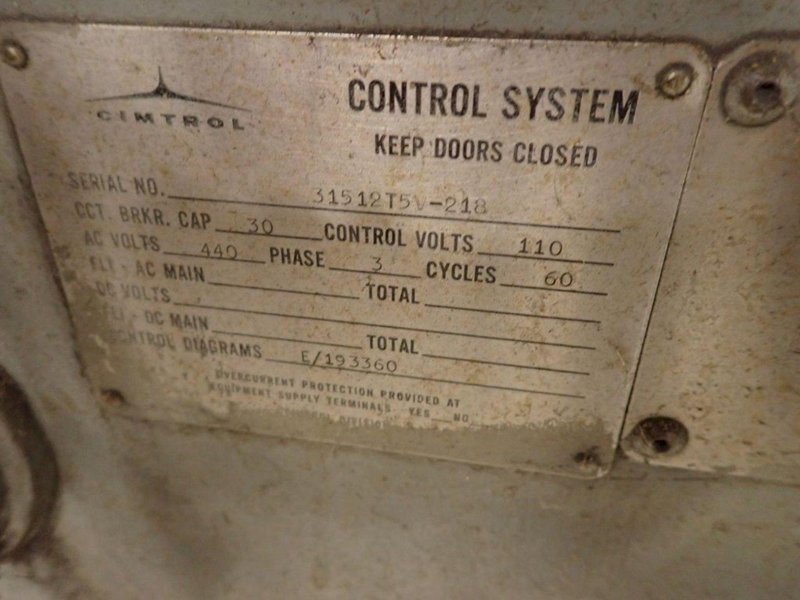 CIMTROL
CONTROL SYSTEM
KEEP DOORS CLOSED
SERIAL NO. 31512T5V-218
CCT. BRKR. CAP 30 CONTROL VOLTS 110
AC VOLTS 440 PHASE 3 CYCLES 60
FLI - AC MAIN TOTAL
DC VOLTS
FLI - DC MAIN TOTAL
CONTROL DIAGRAMS E/193360
OVERCURRENT PROTECTION PROVIDED AT
EQUIPMENT SUPPLY TERMINALS YES NO
DIVISION